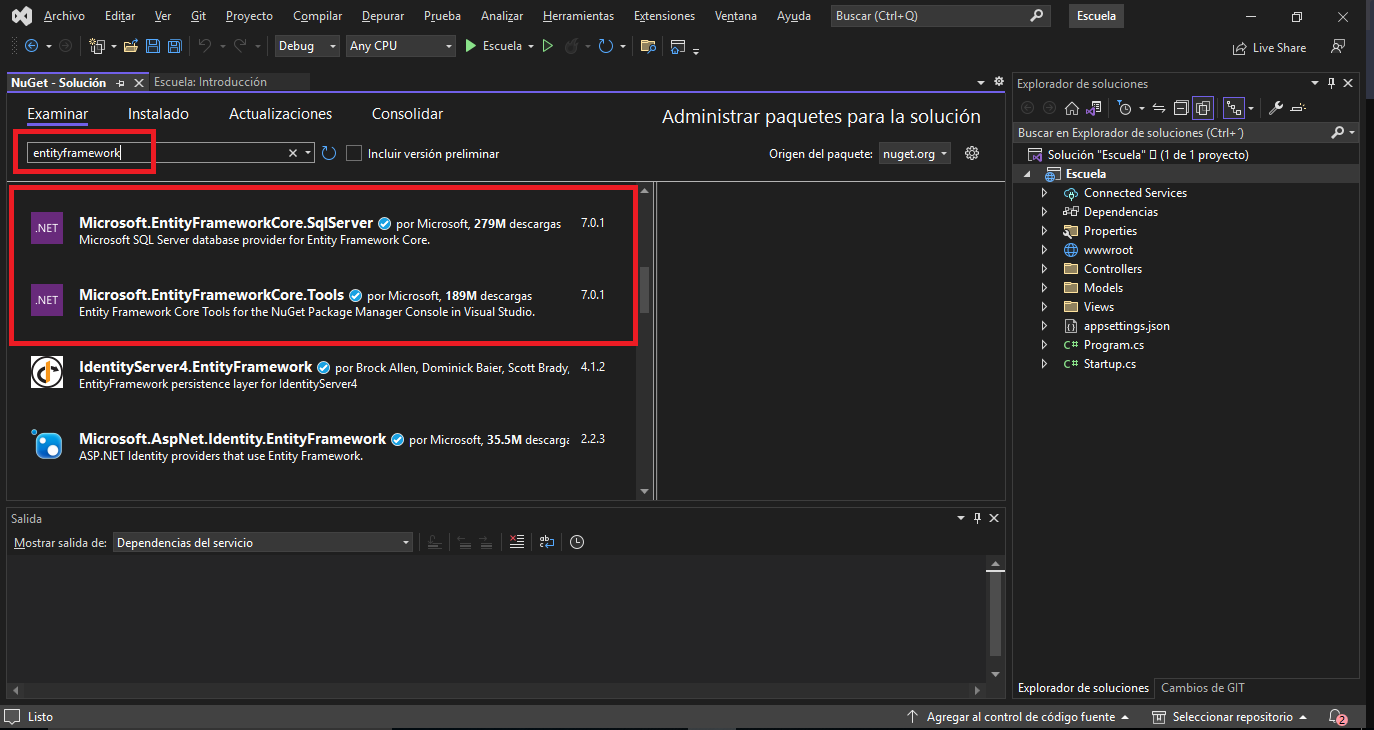 Archivo Editar Ver Git Proyecto Compilar Depurar Prueba Analizar Herramientas Extensiones Ventana Ayuda Buscar (Ctrl+Q) Escuela
Debug Any CPU Escuela Live Share
NuGet - Solución Escuela: Introducción
Examinar Instalado Actualizaciones Consolidar Administrar paquetes para la solución
entityframework Incluir versión preliminar Origen del paquete: nuget.org
.NET Microsoft.EntityFrameworkCore.SqlServer por Microsoft, 279M descargas 7.0.1
Microsoft SQL Server database provider for Entity Framework Core.
.NET Microsoft.EntityFrameworkCore.Tools por Microsoft, 189M descargas 7.0.1
Entity Framework Core Tools for the NuGet Package Manager Console in Visual Studio.
IdentityServer4.EntityFramework por Brock Allen, Dominick Baier, Scott Brady, 4.1.2
EntityFramework persistence layer for IdentityServer4
Microsoft.AspNet.Identity.EntityFramework por Microsoft, 35.5M descarga 2.2.3
ASP.NET Identity providers that use Entity Framework.
Salida
Mostrar salida de: Dependencias del servicio
Explorador de soluciones
Buscar en Explorador de soluciones (Ctrl+´)
Solución "Escuela" (1 de 1 proyecto)
Escuela
Connected Services
Dependencias
Properties
wwwroot
Controllers
Models
Views
appsettings.json
C# Program.cs
C# Startup.cs
Explorador de soluciones Cambios de GIT
Listo Agregar al control de código fuente Seleccionar repositorio 2